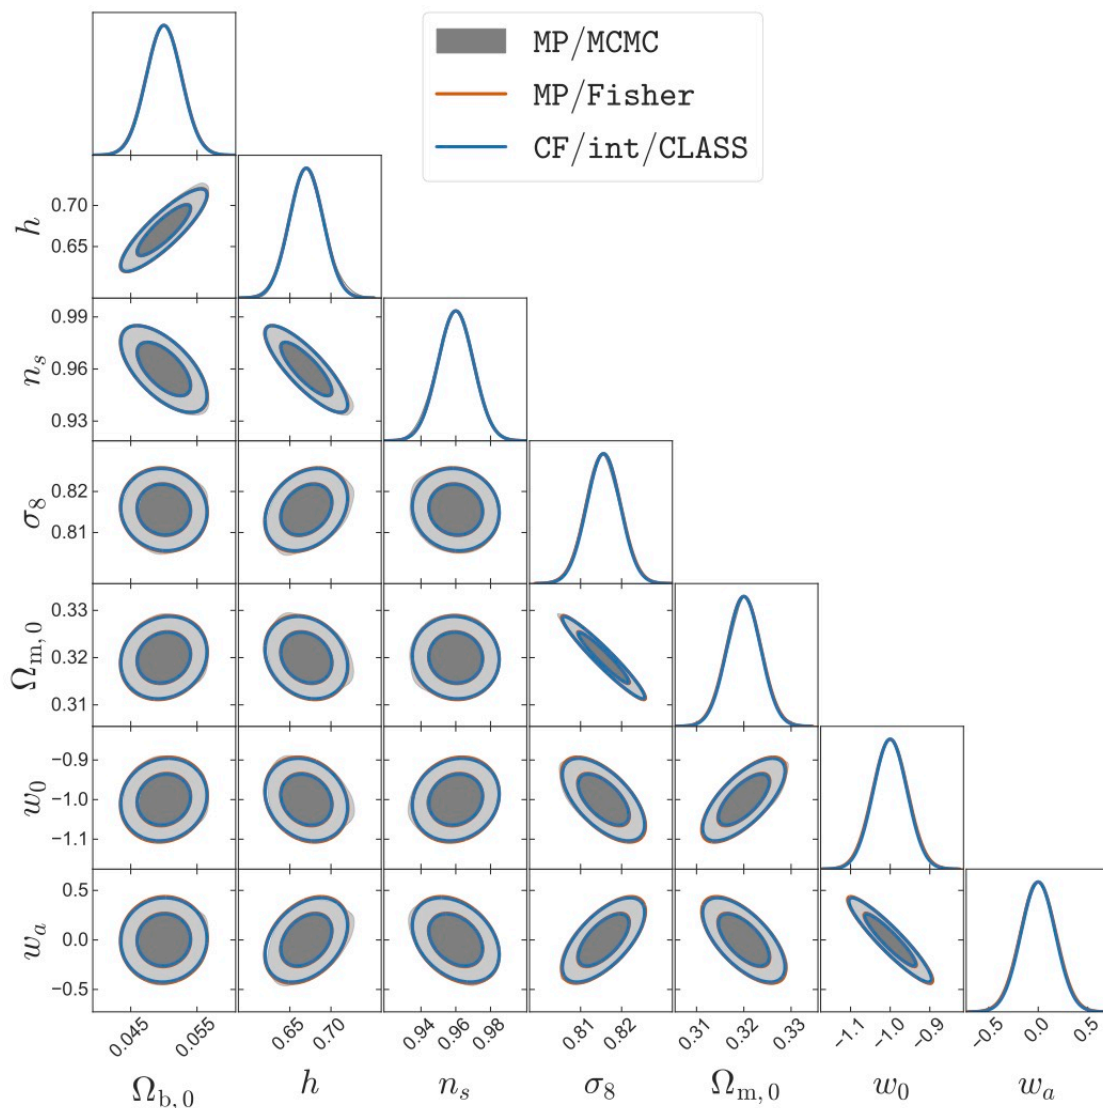 MP/MCMC
MP/Fisher
CF/int/CLASS
h
0.70
0.65
n_s
0.99
0.96
0.93
σ_8
0.82
0.81
Ω_{m,0}
0.33
0.32
0.31
w_0
−0.9
−1.0
−1.1
w_a
0.5
0.0
−0.5
0.045 0.055 0.65 0.70 0.94 0.96 0.98 0.81 0.82 0.31 0.32 0.33 −1.1 −1.0 −0.9 −0.5 0.0 0.5
Ω_{b,0} h n_s σ_8 Ω_{m,0} w_0 w_a